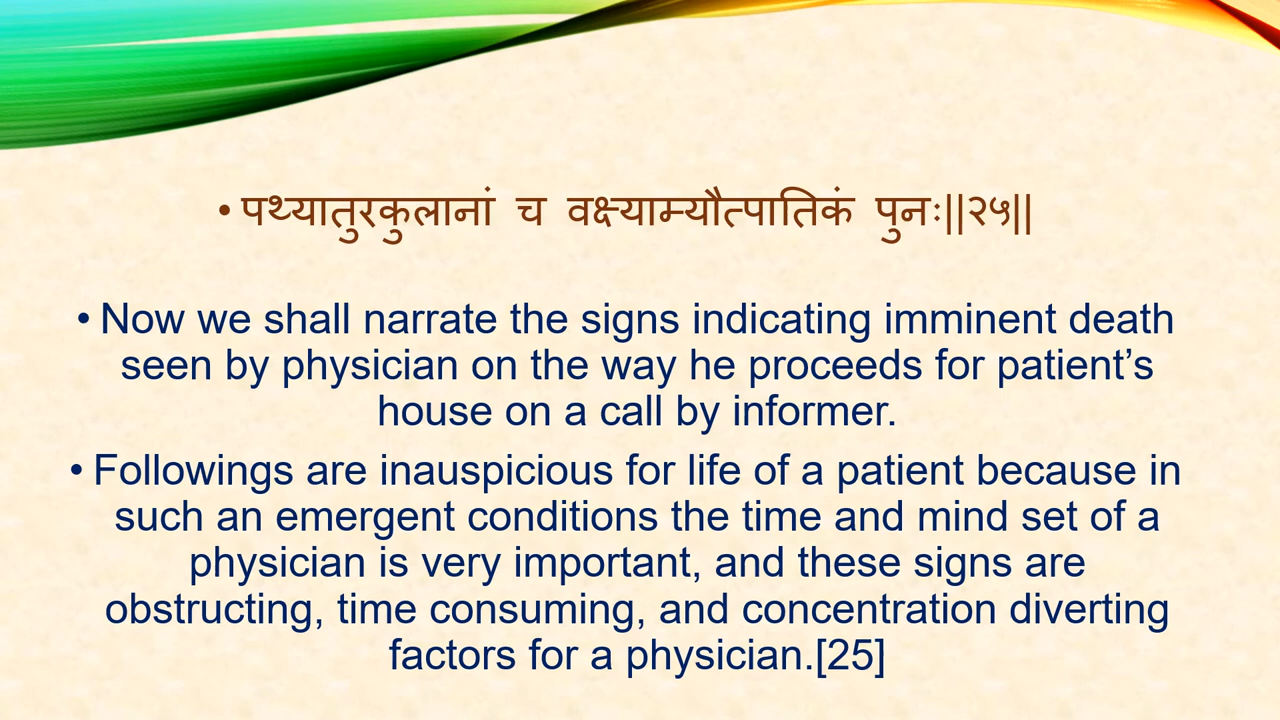 • पथ्यातुरकुलानां च वक्ष्याम्यौत्पातिकं पुनः||२५||
• Now we shall narrate the signs indicating imminent death
seen by physician on the way he proceeds for patient’s
house on a call by informer.
• Followings are inauspicious for life of a patient because in
such an emergent conditions the time and mind set of a
physician is very important, and these signs are
obstructing, time consuming, and concentration diverting
factors for a physician.[25]